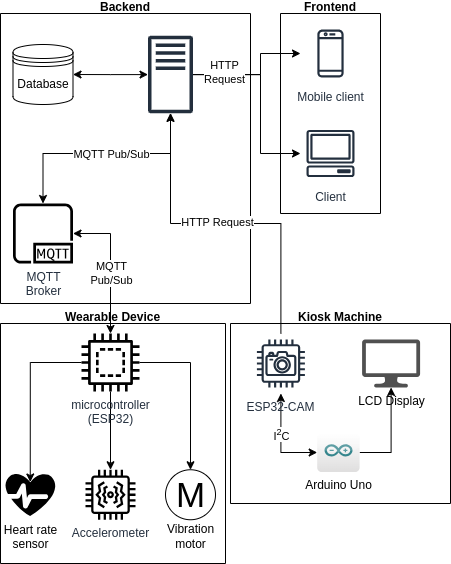 Backend
Frontend
Database
HTTP
Request
Mobile client
Client
MQTT Pub/Sub
HTTP Request
MQTT
MQTT
Broker
MQTT
Pub/Sub
Wearable Device
Kiosk Machine
microcontroller
(ESP32)
ESP32-CAM
LCD Display
I²C
Arduino Uno
Heart rate
sensor
Accelerometer
M
Vibration
motor